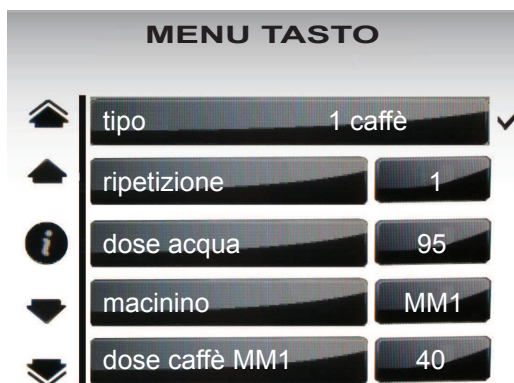 MENU TASTO
tipo 1 caffè
ripetizione 1
i
dose acqua 95
macinino MM1
dose caffè MM1 40